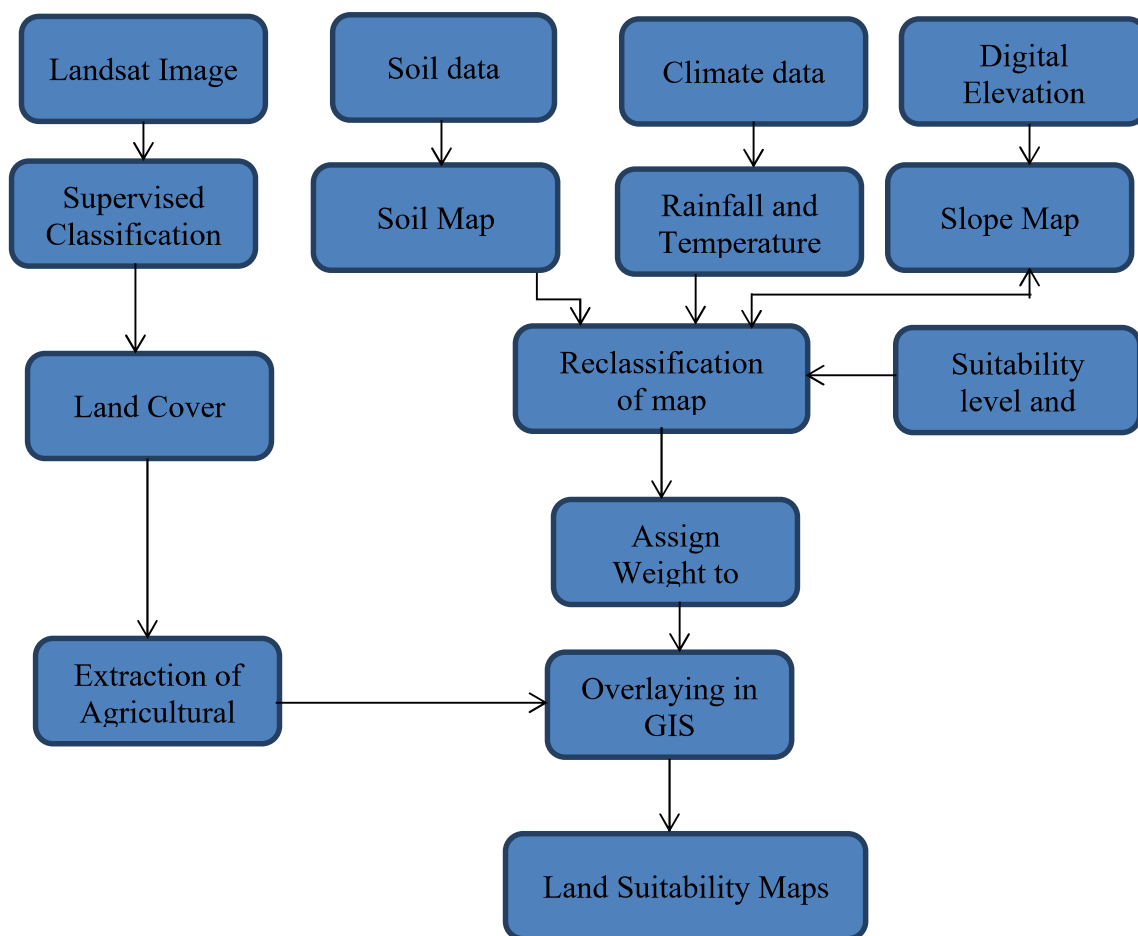 Landsat Image
Soil data
Climate data
Digital
Elevation
Supervised
Classification
Soil Map
Rainfall and
Temperature
Slope Map
Land Cover
Reclassification
of map
Suitability
level and
Assign
Weight to
Extraction of
Agricultural
Overlaying in
GIS
Land Suitability Maps